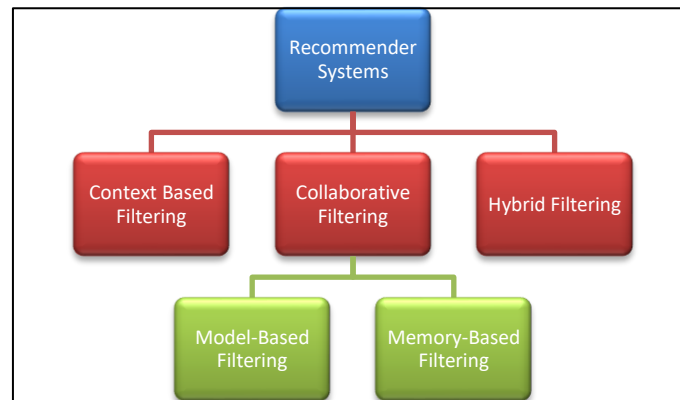 Recommender
Systems
Context Based
Filtering
Collaborative
Filtering
Hybrid Filtering
Model-Based
Filtering
Memory-Based
Filtering